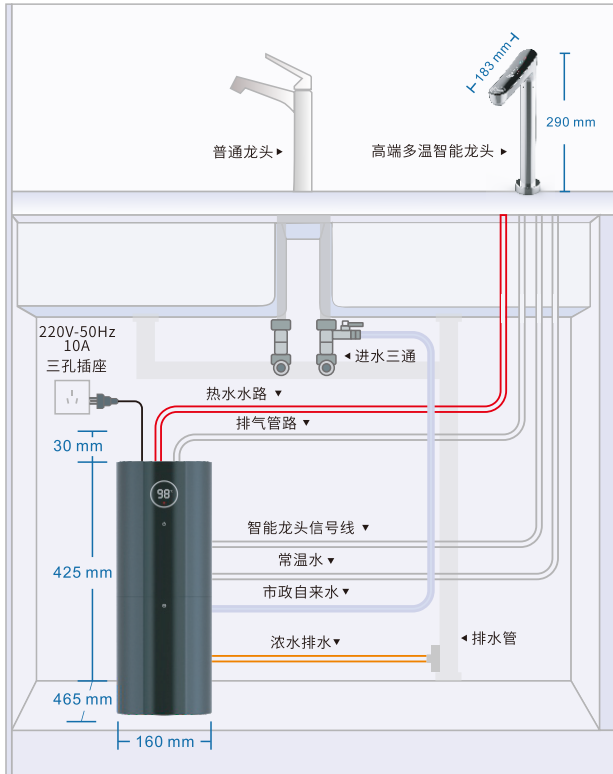 183 mm
290 mm
普通龙头
高端多温智能龙头
220V-50Hz
10A
三孔插座
进水三通
热水水路
排气管路
30 mm
98°
智能龙头信号线
常温水
425 mm
市政自来水
浓水排水
排水管
465 mm
160 mm